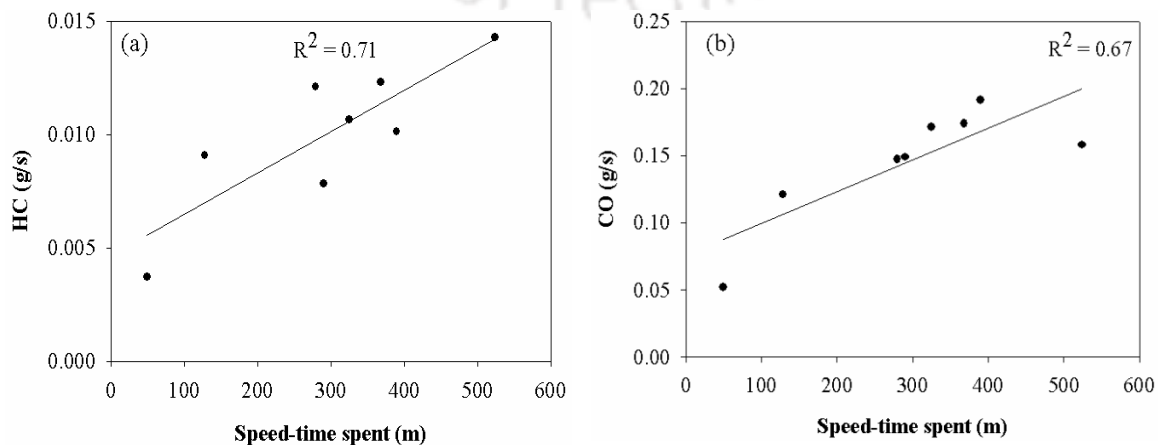 (a)
R² = 0.71
0.015
0.010
0.005
0.000
HC (g/s)
0 100 200 300 400 500 600
Speed-time spent (m)
(b)
R² = 0.67
0.25
0.20
0.15
0.10
0.05
0.00
CO (g/s)
0 100 200 300 400 500 600
Speed-time spent (m)